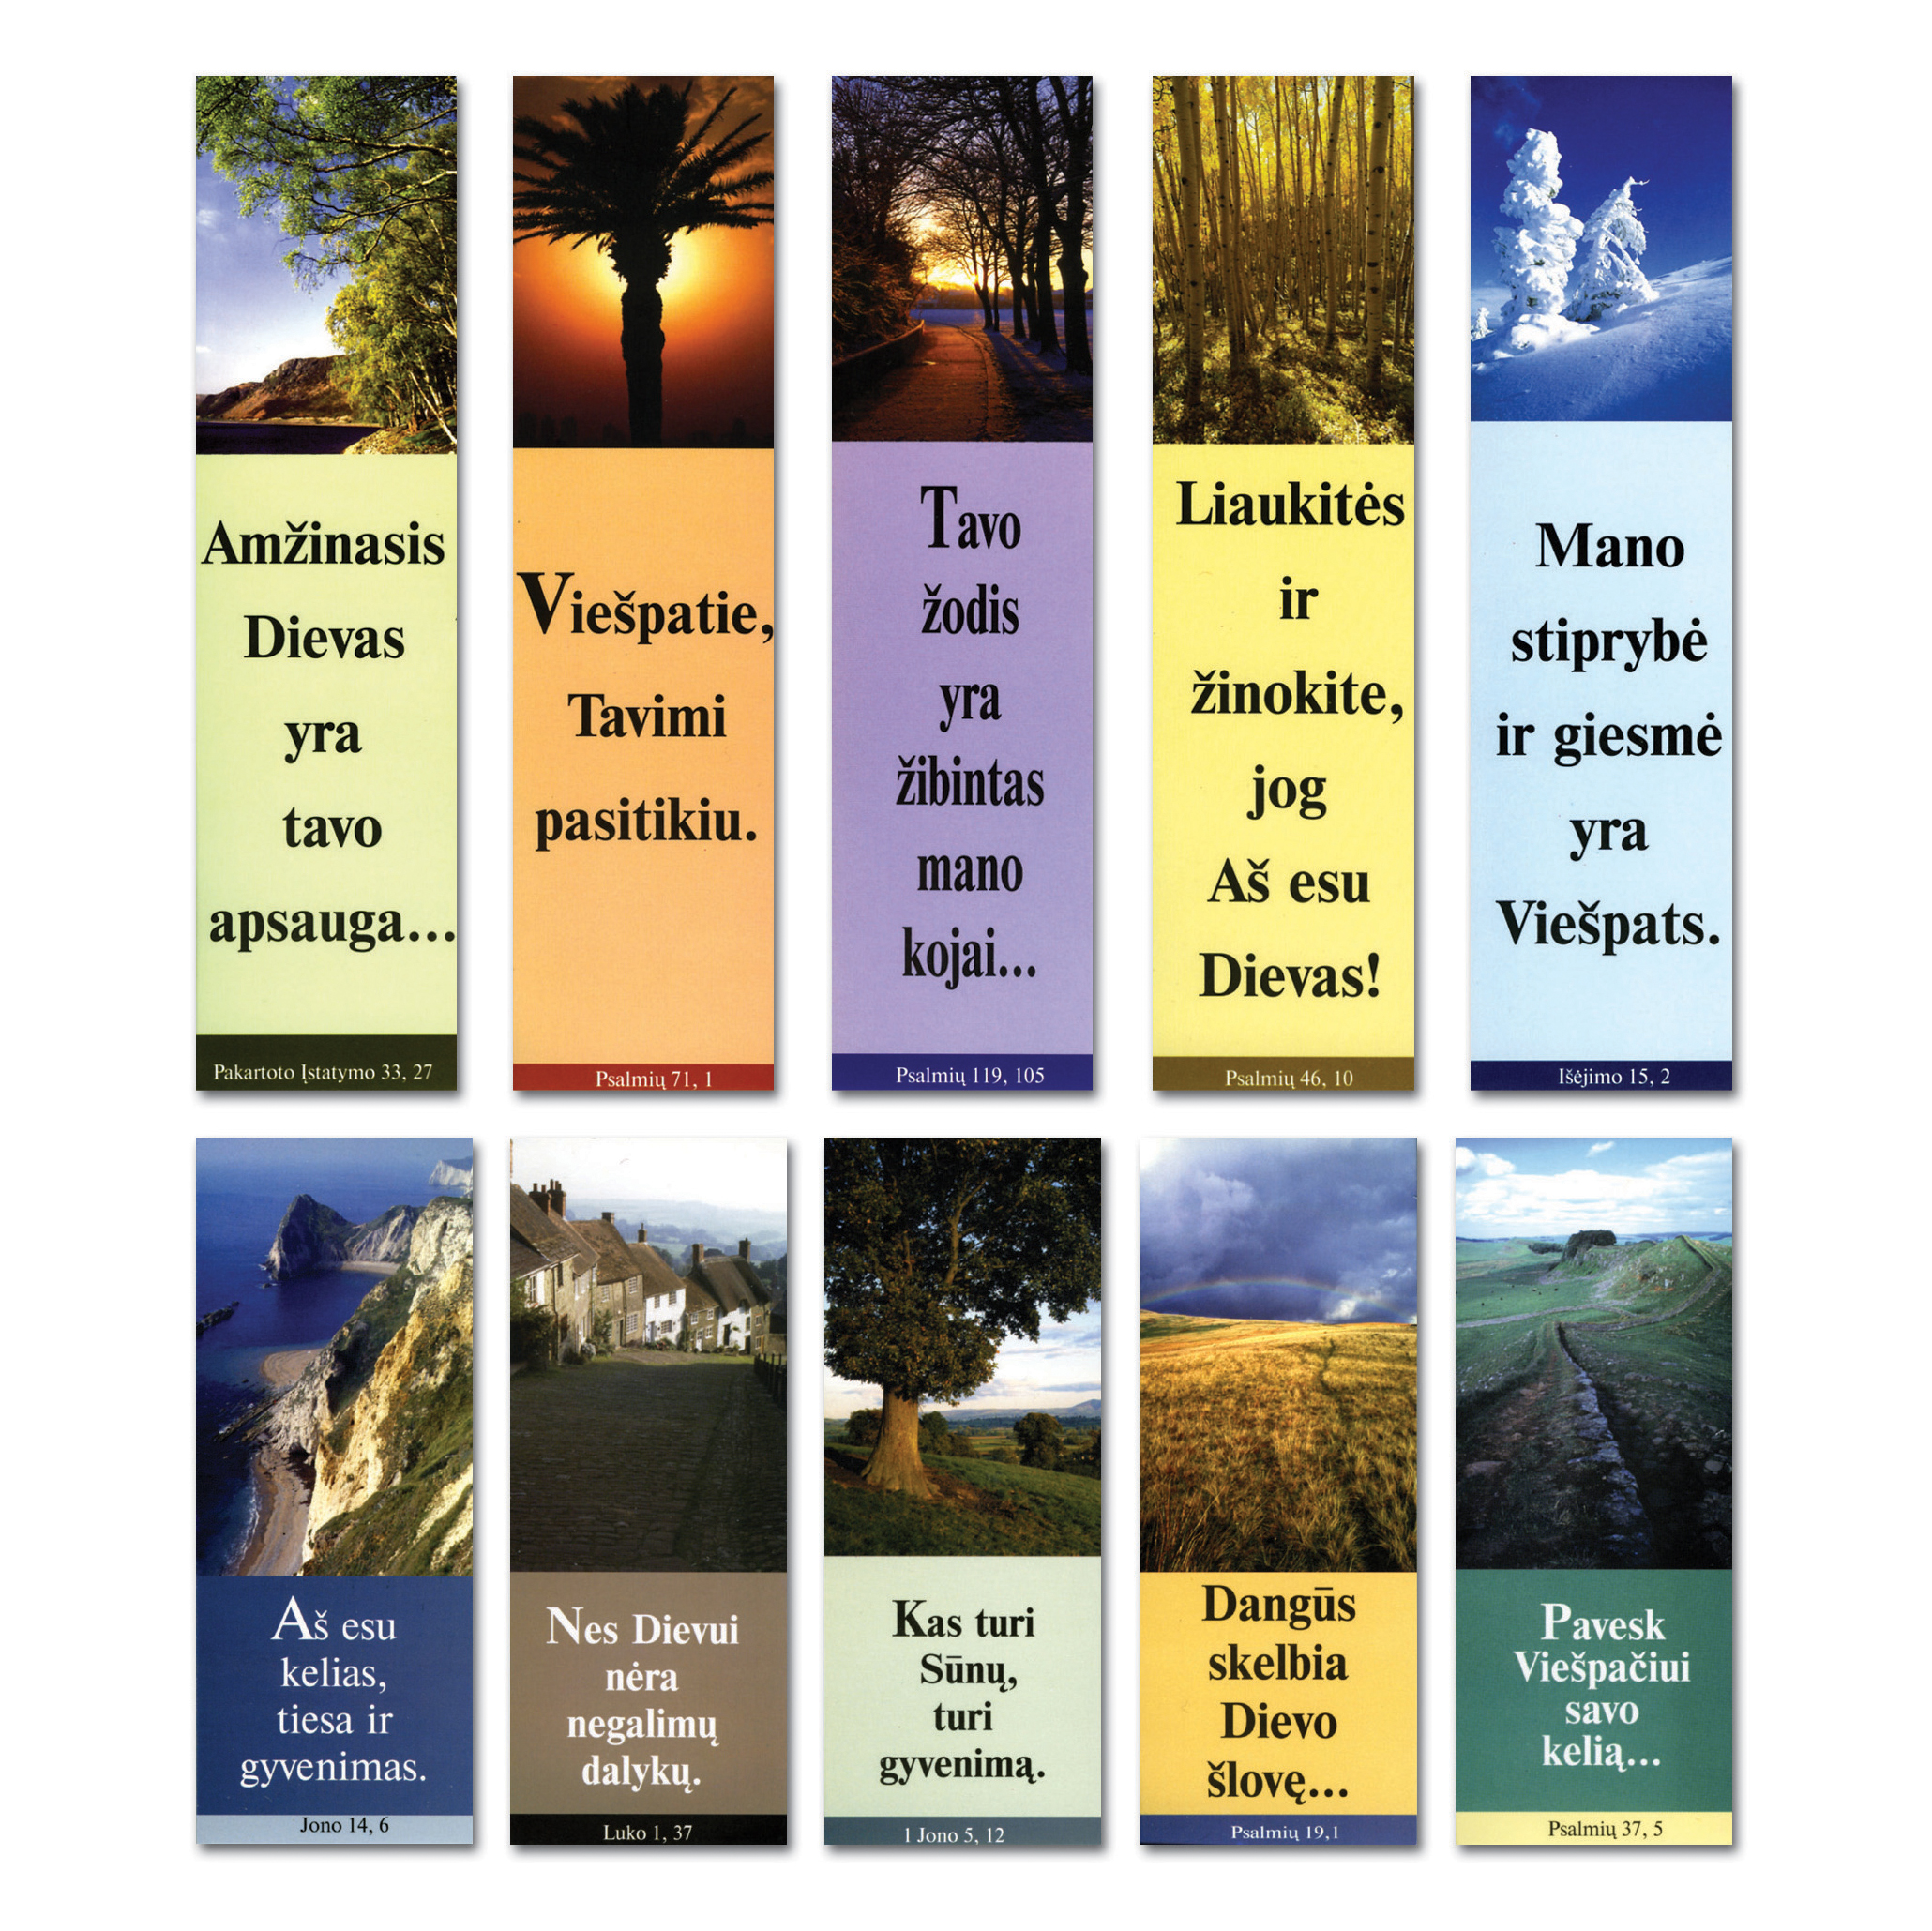 Amžinasis
Dievas
yra
tavo
apsauga...
Pakartoto Įstatymo 33, 27
Viešpatie,
Tavimi
pasitikiu.
Psalmių 71, 1
Tavo
žodis
yra
žibintas
mano
kojai...
Psalmių 119, 105
Liaukitės
ir
žinokite,
jog
Aš esu
Dievas!
Psalmių 46, 10
Mano
stiprybė
ir giesmė
yra
Viešpats.
Išėjimo 15, 2
Aš esu
kelias,
tiesa ir
gyvenimas.
Jono 14, 6
Nes Dievui
nėra
negalimų
dalykų.
Luko 1, 37
Kas turi
Sūnų,
turi
gyvenimą.
1 Jono 5, 12
Dangūs
skelbia
Dievo
šlovę...
Psalmių 19,1
Pavesk
Viešpačiui
savo
kelią...
Psalmių 37, 5